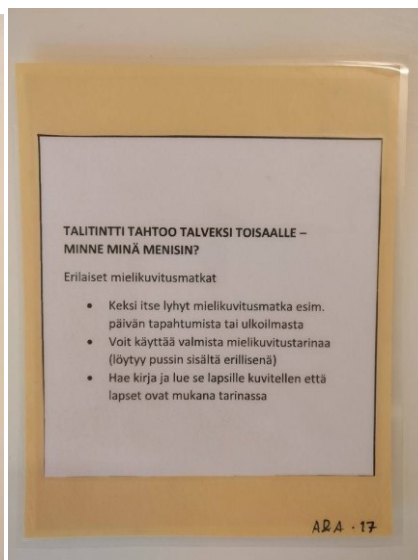 TALITINTTI TAHTOO TALVEKSI TOISAALLE –
MINNE MINÄ MENISIN?
Erilaiset mielikuvitusmatkat
• Keksi itse lyhyt mielikuvitusmatka esim.
päivän tapahtumista tai ulkoilmasta
• Voit käyttää valmista mielikuvitustarinaa
(löytyy pussin sisältä erillisenä)
• Hae kirja ja lue se lapsille kuvitellen että
lapset ovat mukana tarinassa
A&A · 17